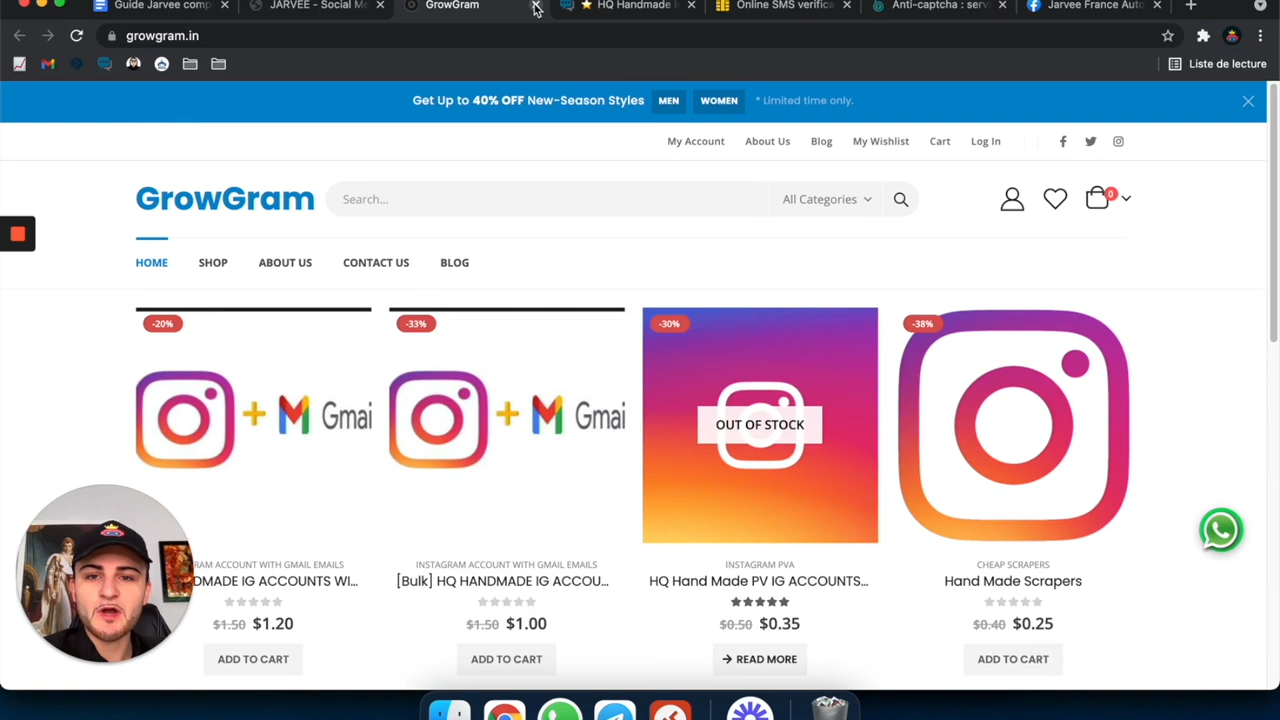 Guide Jarvee comp
JARVEE - Social Me
GrowGram
HQ Handmade I
Online SMS verifica
Anti-captcha : serv
Jarvee France Auto
growgram.in
Liste de lecture
Get Up to 40% OFF New-Season Styles MEN WOMEN * Limited time only.
My Account About Us Blog My Wishlist Cart Log In
GrowGram
Search...
All Categories
0
HOME SHOP ABOUT US CONTACT US BLOG
-20%
-33%
-30%
-38%
Gmai
Gmai
OUT OF STOCK
RAM ACCOUNT WITH GMAIL EMAILS
DMADE IG ACCOUNTS WI...
$1.50 $1.20
ADD TO CART
INSTAGRAM ACCOUNT WITH GMAIL EMAILS
[Bulk] HQ HANDMADE IG ACCOU...
$1.50 $1.00
ADD TO CART
INSTAGRAM PVA
HQ Hand Made PV IG ACCOUNTS...
$0.50 $0.35
READ MORE
CHEAP SCRAPERS
Hand Made Scrapers
$0.40 $0.25
ADD TO CART